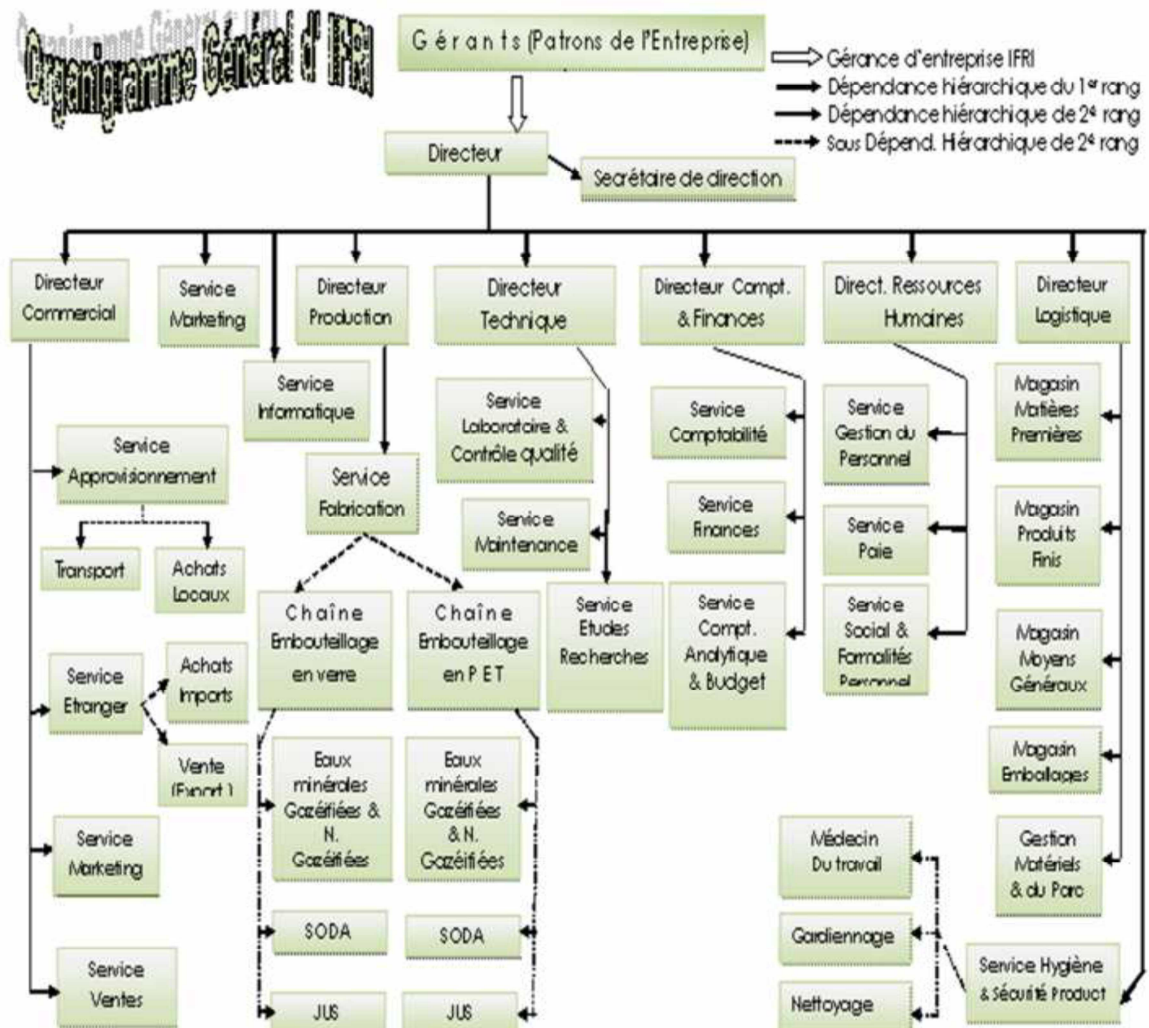 Organigramme Général d' IFRI
Gérants (Patrons de l'Entreprise)
Gérance d'entreprise IFRI
Dépendance hiérarchique du 1er rang
Dépendance hiérarchique de 2é rang
Sous Dépend. Hiérarchique de 2é rang
Directeur
Secrétaire de direction
Directeur
Commercial
Service
Marketing
Directeur
Production
Directeur
Technique
Directeur Compt.
& Finances
Direct. Ressources
Humaines
Directeur
Logistique
Service
Informatique
Service
Approvisionnement
Transport
Achats
Locaux
Service
Etranger
Achats
Imports
Vente
(Export )
Service
Marketing
Service
Ventes
Service
Fabrication
Chaîne
Embouteillage
en verre
Chaîne
Embouteillage
en PET
Eaux
minérales
Gazéifiées &
N.
Gazéifiées
Eaux
minérales
Gazéifiées
& N.
Gazéifiées
SODA
SODA
JUS
JUS
Service
Laboratoire &
Contrôle qualité
Service
Maintenance
Service
Etudes
Recherches
Service
Comptabilité
Service
Finances
Service
Compt.
Analytique
& Budget
Service
Gestion du
Personnel
Service
Paie
Service
Social &
Formalités
Personnel
Magasin
Matières
Premières
Magasin
Produits
Finis
Magasin
Moyens
Généraux
Magasin
Emballages
Gestion
Matériels
& du Parc
Médecin
Du travail
Gardiennage
Nettoyage
Service Hygiène
& Sécurité Product